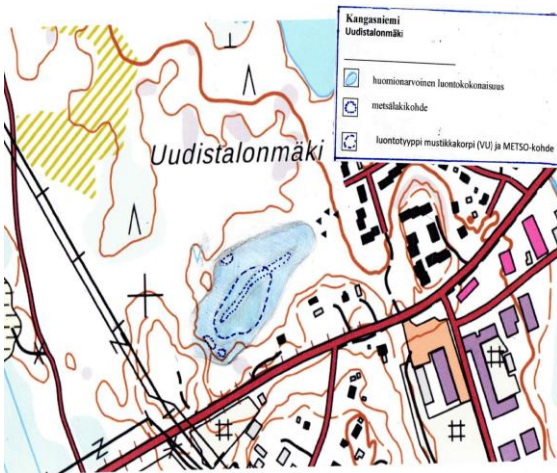 Kangasniemi
Uudistalonmäki
huomionarvoinen luontokokonaisuus
metsälakikohde
luontotyyppi mustikkakorpi (VU) ja METSO-kohde
Uudistalonmäki